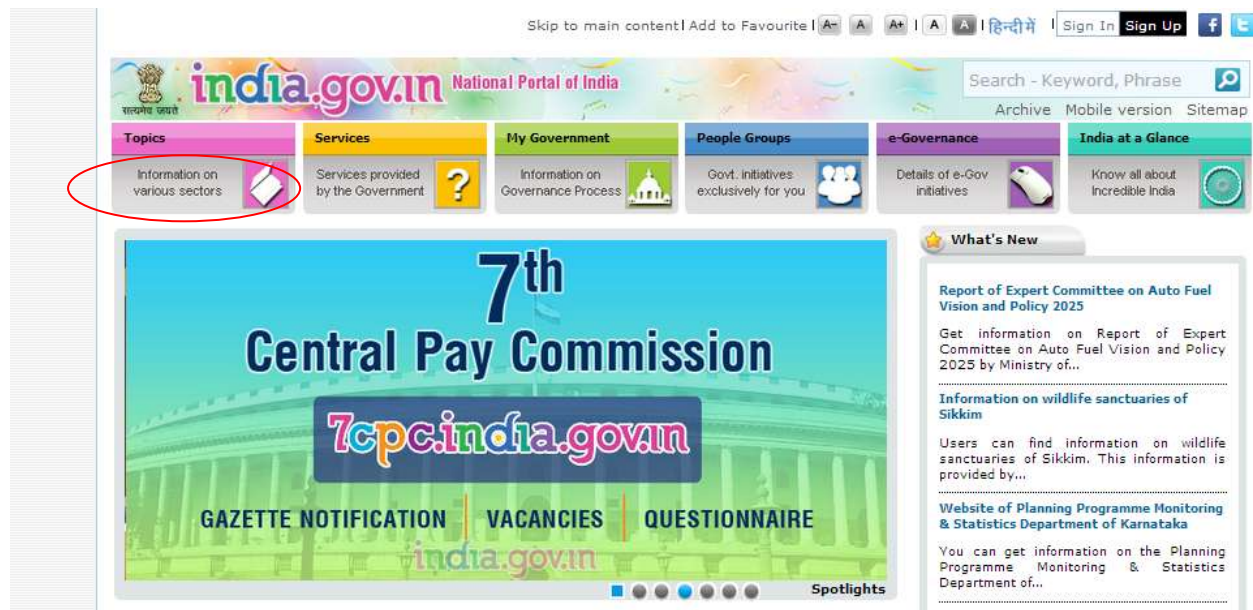 Skip to main content | Add to Favourite | A- A A+ | A A | हिन्दी में | Sign In Sign Up
सत्यमेव जयते
india.gov.in National Portal of India
Search - Keyword, Phrase
Archive Mobile version Sitemap
Topics
Information on
various sectors
Services
Services provided
by the Government
?
My Government
Information on
Governance Process
People Groups
Govt. initiatives
exclusively for you
e-Governance
Details of e-Gov
initiatives
India at a Glance
Know all about
Incredible India
7th
Central Pay Commission
7cpc.india.gov.in
GAZETTE NOTIFICATION | VACANCIES | QUESTIONNAIRE
india.gov.in
Spotlights
What's New
Report of Expert Committee on Auto Fuel
Vision and Policy 2025
Get information on Report of Expert
Committee on Auto Fuel Vision and Policy
2025 by Ministry of...
Information on wildlife sanctuaries of
Sikkim
Users can find information on wildlife
sanctuaries of Sikkim. This information is
provided by...
Website of Planning Programme Monitoring
& Statistics Department of Karnataka
You can get information on the Planning
Programme Monitoring & Statistics
Department of...